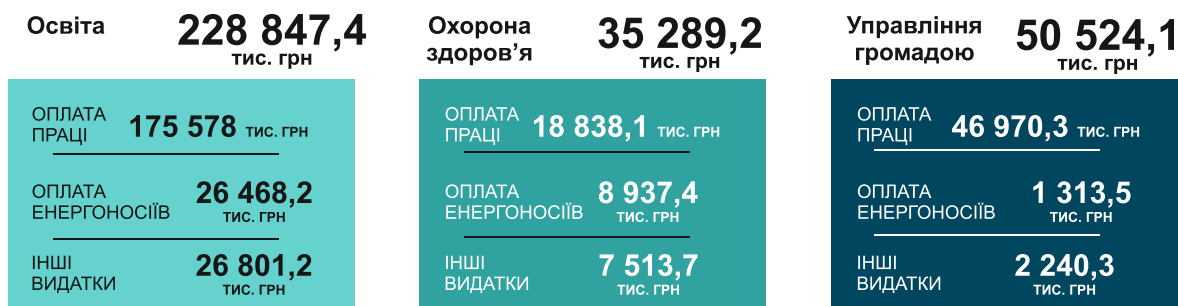 Освіта
228 847,4
тис. грн
ОПЛАТА
ПРАЦІ
175 578 ТИС. ГРН
ОПЛАТА
ЕНЕРГОНОСІЇВ
26 468,2
ТИС. ГРН
ІНШІ
ВИДАТКИ
26 801,2
ТИС. ГРН
Охорона
здоров’я
35 289,2
тис. грн
ОПЛАТА
ПРАЦІ
18 838,1 ТИС. ГРН
ОПЛАТА
ЕНЕРГОНОСІЇВ
8 937,4
ТИС. ГРН
ІНШІ
ВИДАТКИ
7 513,7
ТИС. ГРН
Управління
громадою
50 524,1
тис. грн
ОПЛАТА
ПРАЦІ
46 970,3 ТИС. ГРН
ОПЛАТА
ЕНЕРГОНОСІЇВ
1 313,5
ТИС. ГРН
ІНШІ
ВИДАТКИ
2 240,3
ТИС. ГРН